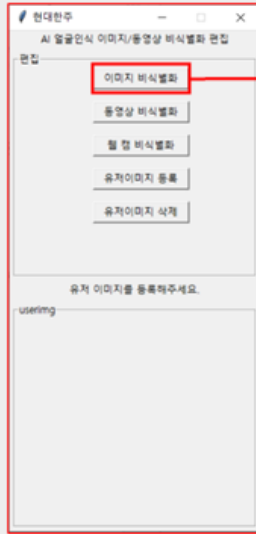 현대한주
AI 얼굴인식 이미지/동영상 비식별화 편집
편집
이미지 비식별화
동영상 비식별화
웹 캠 비식별화
유저이미지 등록
유저이미지 삭제
유저 이미지를 등록해주세요.
userimg